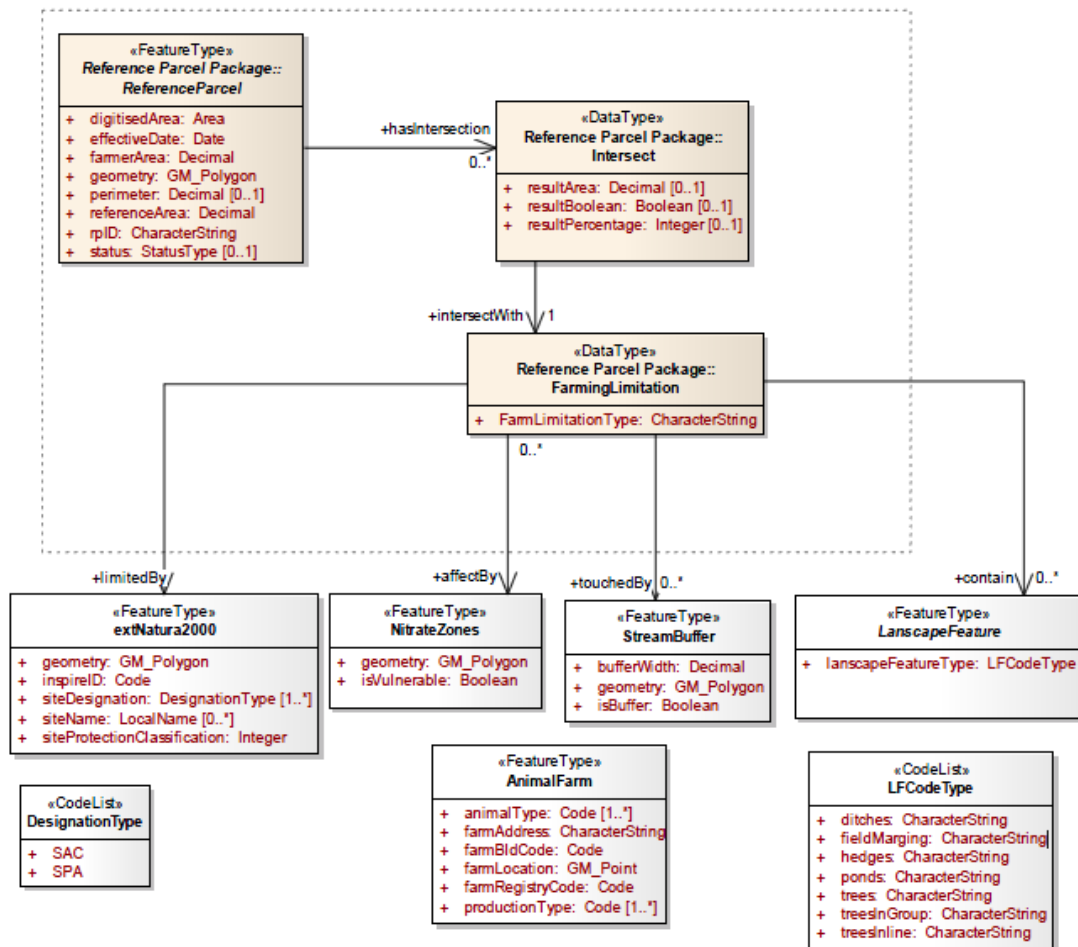 «FeatureType»
Reference Parcel Package::
ReferenceParcel
+ digitisedArea: Area
+ effectiveDate: Date
+ farmerArea: Decimal
+ geometry: GM_Polygon
+ perimeter: Decimal [0..1]
+ referenceArea: Decimal
+ rpID: CharacterString
+ status: StatusType [0..1]
+hasIntersection
0..*
«DataType»
Reference Parcel Package::
Intersect
+ resultArea: Decimal [0..1]
+ resultBoolean: Boolean [0..1]
+ resultPercentage: Integer [0..1]
+intersectWith 1
«DataType»
Reference Parcel Package::
FarmingLimitation
+ FarmLimitationType: CharacterString
0..*
+limitedBy
+affectBy
+touchedBy 0..*
+contain 0..*
«FeatureType»
extNatura2000
+ geometry: GM_Polygon
+ inspireID: Code
+ siteDesignation: DesignationType [1..*]
+ siteName: LocalName [0..*]
+ siteProtectionClassification: Integer
«FeatureType»
NitrateZones
+ geometry: GM_Polygon
+ isVulnerable: Boolean
«FeatureType»
StreamBuffer
+ bufferWidth: Decimal
+ geometry: GM_Polygon
+ isBuffer: Boolean
«FeatureType»
LanscapeFeature
+ lanscapeFeatureType: LFCodeType
«CodeList»
DesignationType
+ SAC
+ SPA
«FeatureType»
AnimalFarm
+ animalType: Code [1..*]
+ farmAddress: CharacterString
+ farmBldCode: Code
+ farmLocation: GM_Point
+ farmRegistryCode: Code
+ productionType: Code [1..*]
«CodeList»
LFCodeType
+ ditches: CharacterString
+ fieldMarging: CharacterString
+ hedges: CharacterString
+ ponds: CharacterString
+ trees: CharacterString
+ treesInGroup: CharacterString
+ treesInline: CharacterString